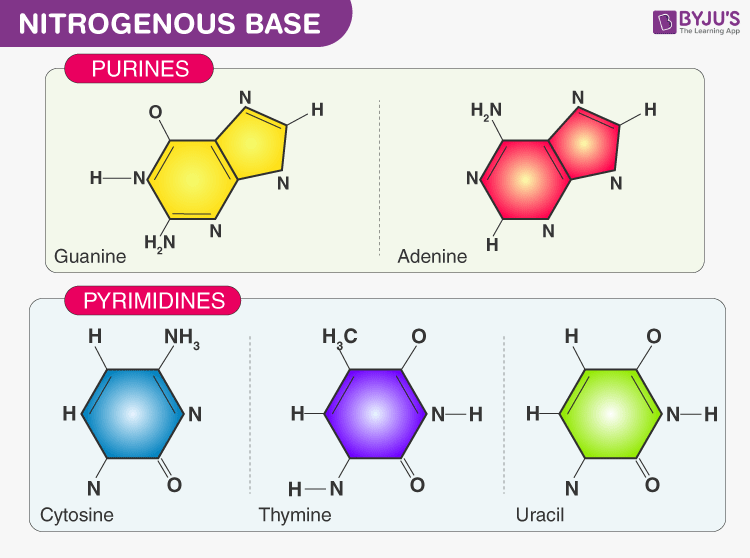 NITROGENOUS BASE
BYJU'S
The Learning App
PURINES
O
N
H
H
N
N
H₂N
N
Guanine
H₂N
N
H
N
N
H
N
Adenine
PYRIMIDINES
H
NH₃
H
N
N
O
Cytosine
H₃C
O
H
N
H
H
N
O
Thymine
H
O
H
N
H
N
O
Uracil